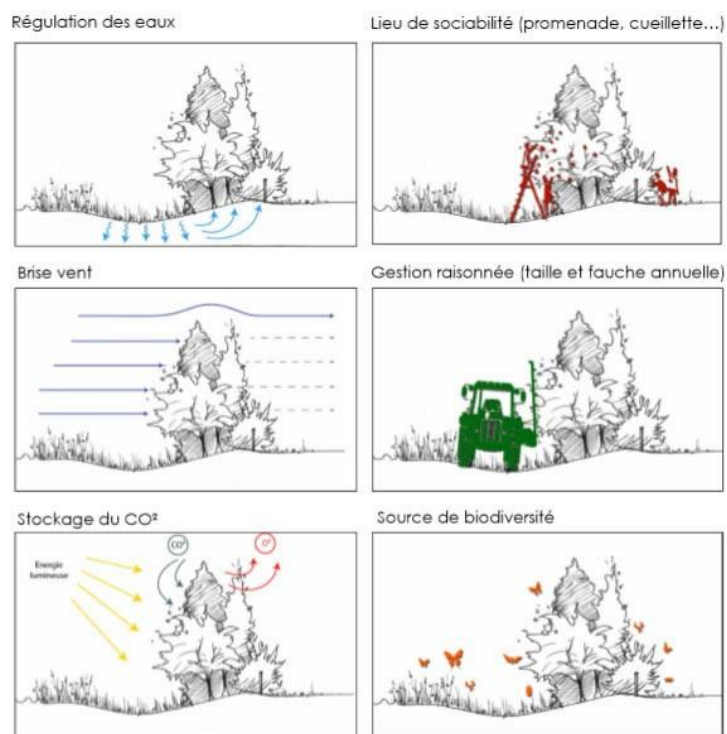 Régulation des eaux
Lieu de sociabilité (promenade, cueillette...)
Brise vent
Gestion raisonnée (taille et fauche annuelle)
Stockage du CO²
Energie
lumineuse
CO²
O²
Source de biodiversité